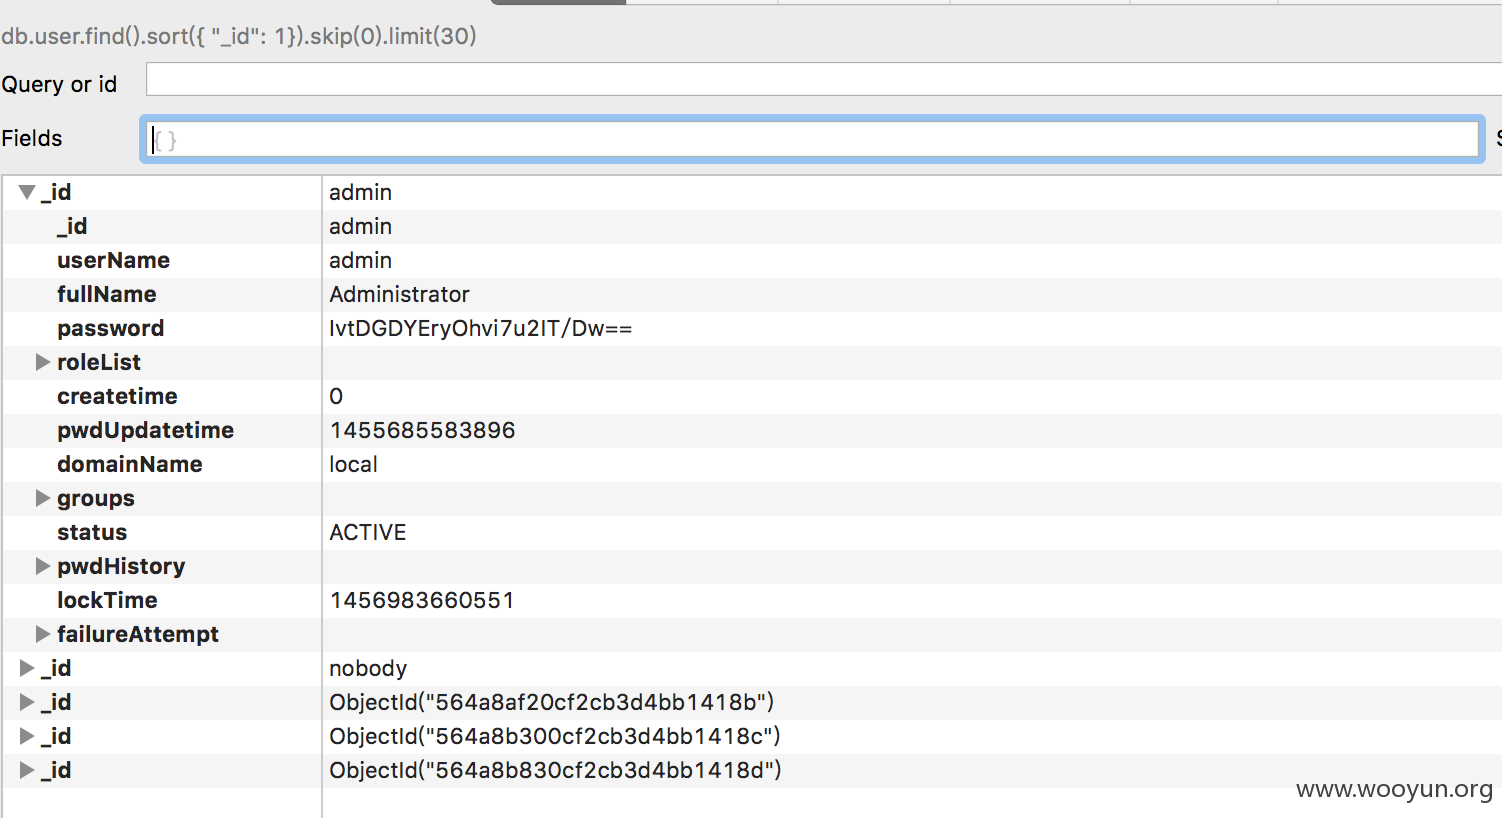 db.user.find().sort({ "_id": 1}).skip(0).limit(30)
Query or id
Fields { }
_id admin
_id admin
userName admin
fullName Administrator
password IvtDGDYEryOhvi7u2IT/Dw==
roleList
createtime 0
pwdUpdatetime 1455685583896
domainName local
groups
status ACTIVE
pwdHistory
lockTime 1456983660551
failureAttempt
_id nobody
_id ObjectId("564a8af20cf2cb3d4bb1418b")
_id ObjectId("564a8b300cf2cb3d4bb1418c")
_id ObjectId("564a8b830cf2cb3d4bb1418d")
www.wooyun.org